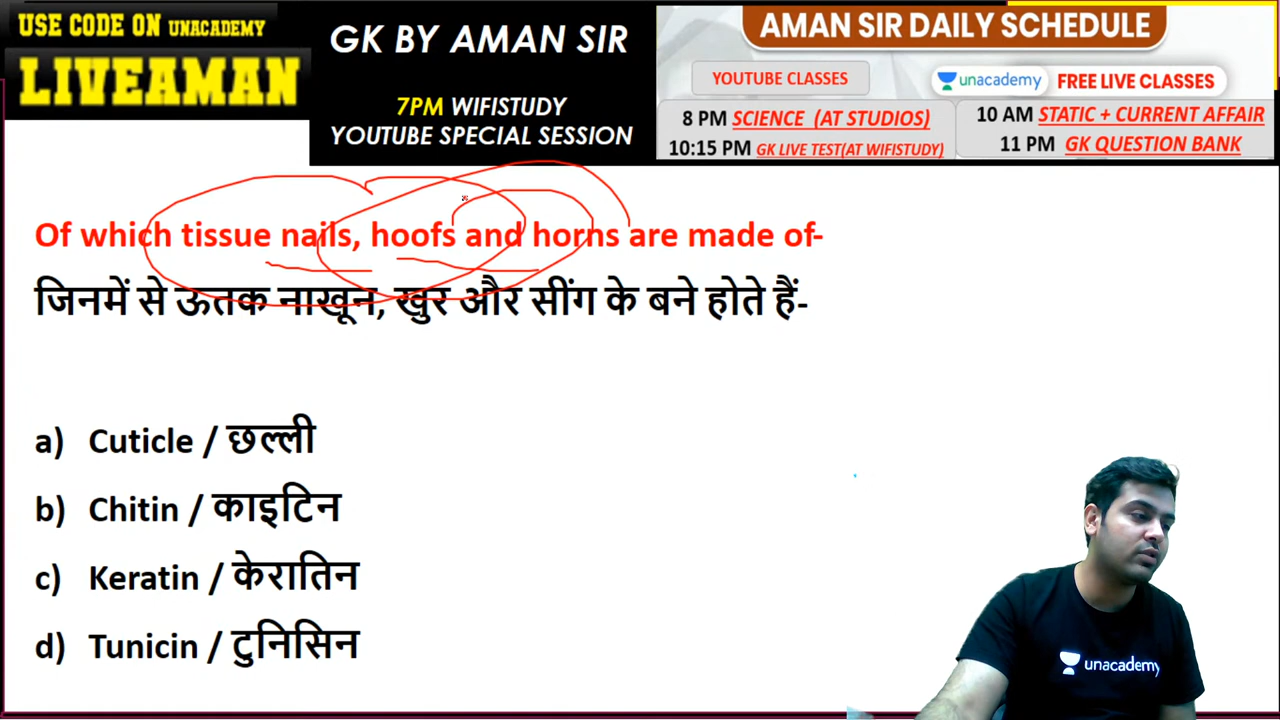 USE CODE ON UNACADEMY
LIVEAMAN
GK BY AMAN SIR
7PM WIFISTUDY
YOUTUBE SPECIAL SESSION
AMAN SIR DAILY SCHEDULE
YOUTUBE CLASSES
unacademy FREE LIVE CLASSES
8 PM SCIENCE (AT STUDIOS)
10:15 PM GK LIVE TEST(AT WIFISTUDY)
10 AM STATIC + CURRENT AFFAIR
11 PM GK QUESTION BANK
Of which tissue nails, hoofs and horns are made of-
जिनमें से ऊतक नाखून, खुर और सींग के बने होते हैं-
a) Cuticle / छल्ली
b) Chitin / काइटिन
c) Keratin / केरातिन
d) Tunicin / टुनिसिन
unacademy